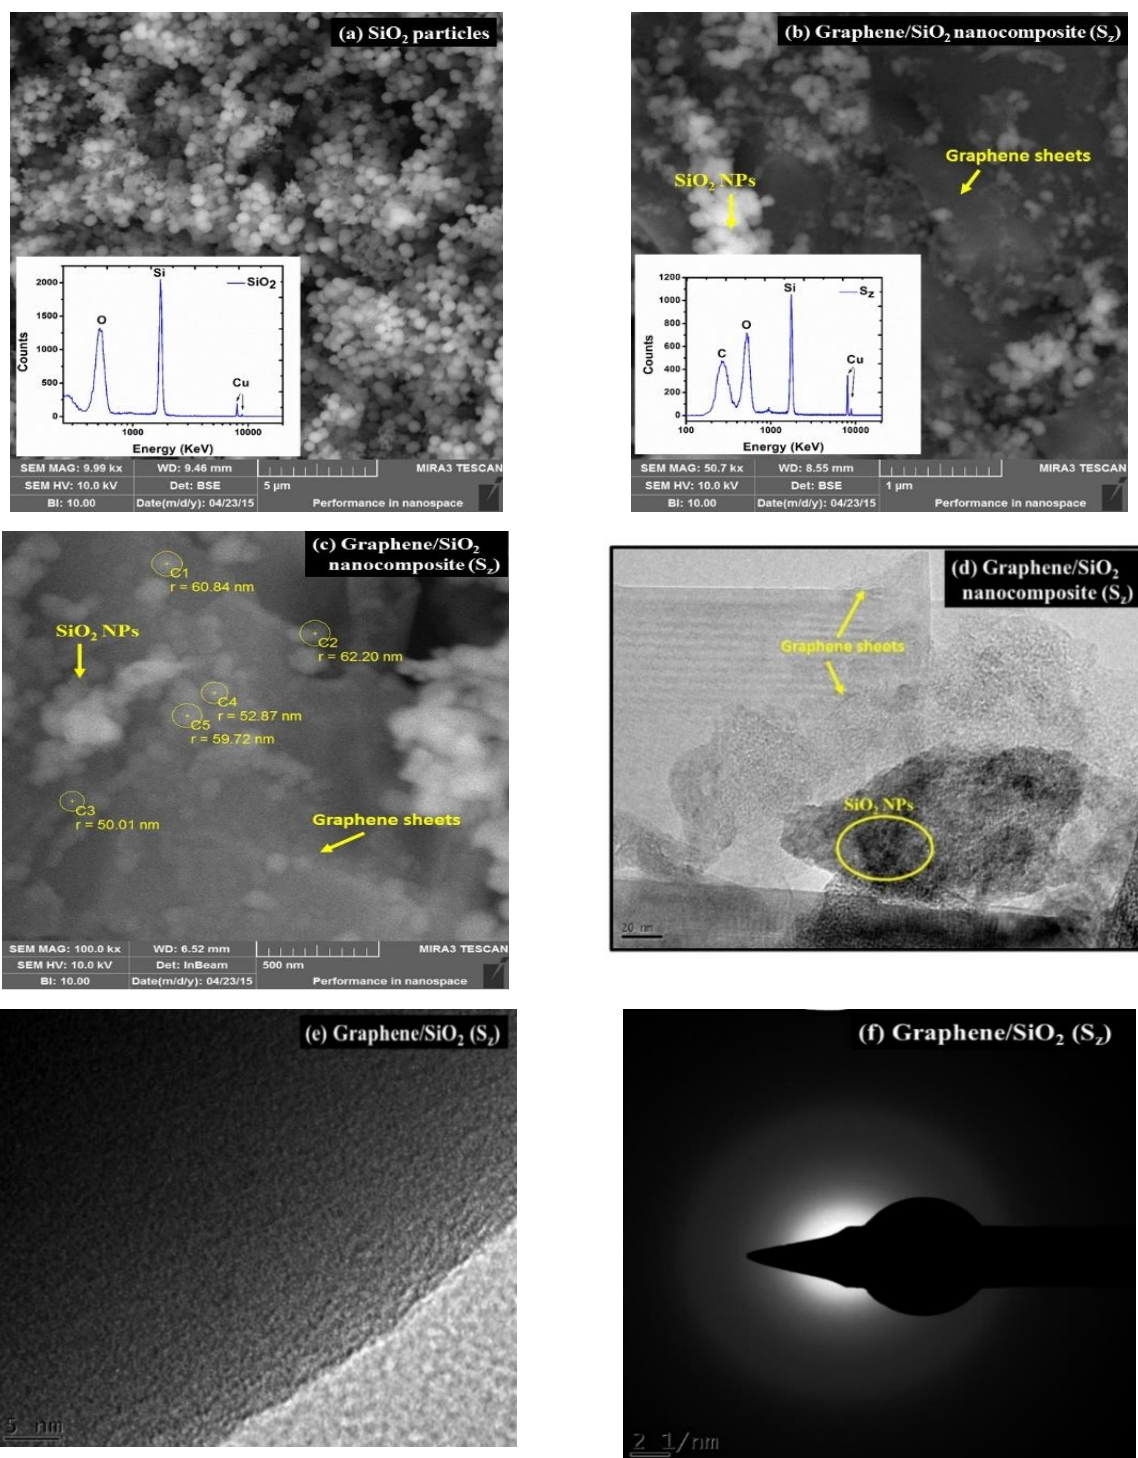 (a) SiO₂ particles
Si
SiO₂
2000
1500
O
Counts
1000
500
Cu
0
1000
10000
Energy (KeV)
SEM MAG: 9.99 kx
WD: 9.46 mm
MIRA3 TESCAN
SEM HV: 10.0 kV
Det: BSE
5 µm
BI: 10.00
Date(m/d/y): 04/23/15
Performance in nanospace
(b) Graphene/SiO₂ nanocomposite (S_z)
Graphene sheets
SiO₂ NPs
1200
Si
S_z
1000
800
O
Counts
600
C
Cu
400
200
0
100
1000
10000
Energy (KeV)
SEM MAG: 50.7 kx
WD: 8.55 mm
MIRA3 TESCAN
SEM HV: 10.0 kV
Det: BSE
1 µm
BI: 10.00
Date(m/d/y): 04/23/15
Performance in nanospace
(c) Graphene/SiO₂
nanocomposite (S_z)
C1
r = 60.84 nm
SiO₂ NPs
C2
r = 62.20 nm
C4
r = 52.87 nm
C5
r = 59.72 nm
C3
r = 50.01 nm
Graphene sheets
SEM MAG: 100.0 kx
WD: 6.52 mm
MIRA3 TESCAN
SEM HV: 10.0 kV
Det: InBeam
500 nm
BI: 10.00
Date(m/d/y): 04/23/15
Performance in nanospace
(d) Graphene/SiO₂
nanocomposite (S_z)
Graphene sheets
SiO₂ NPs
20 nm
(e) Graphene/SiO₂ (S_z)
5 nm
(f) Graphene/SiO₂ (S_z)
2 1/nm